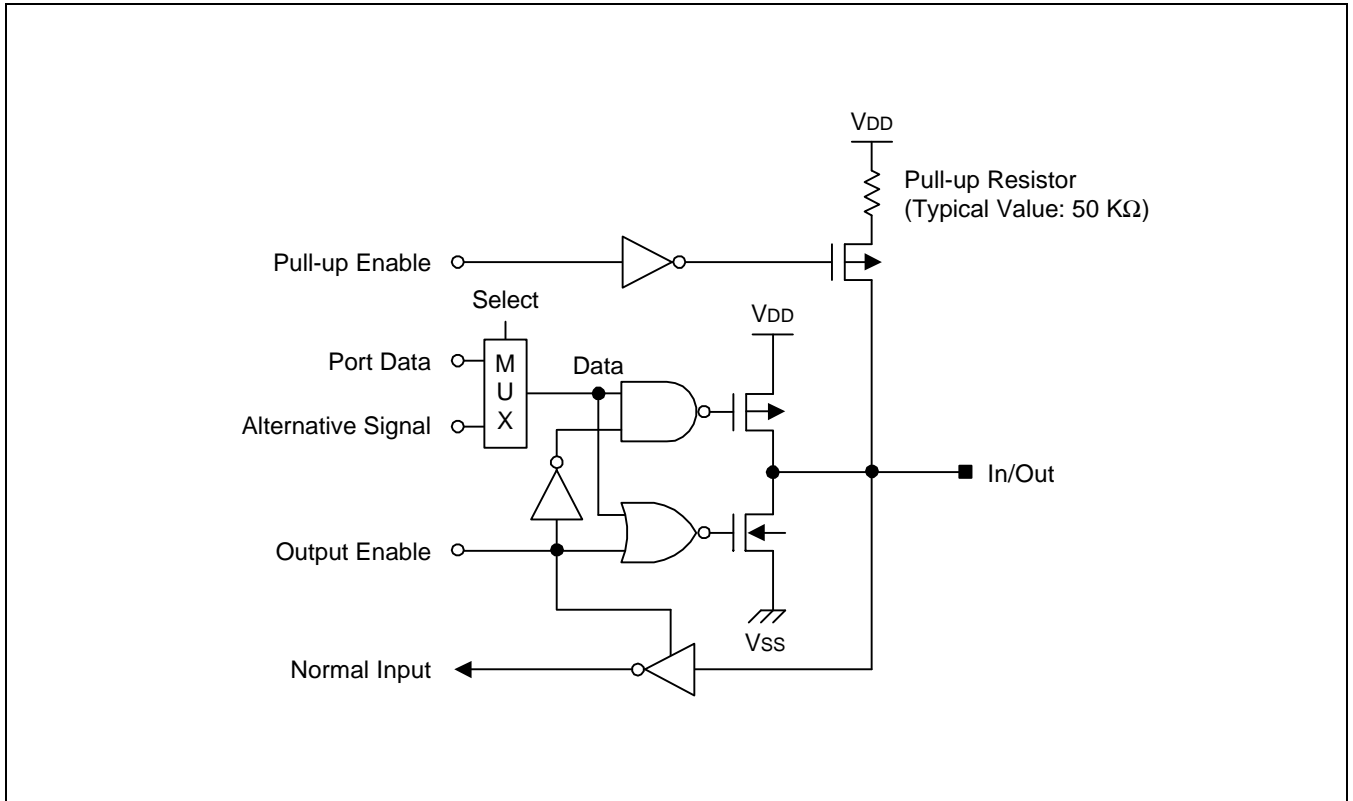 VDD
Pull-up Resistor
(Typical Value: 50 KΩ)
Pull-up Enable
Select
VDD
Port Data
M
U
X
Data
Alternative Signal
In/Out
Output Enable
VSS
Normal Input